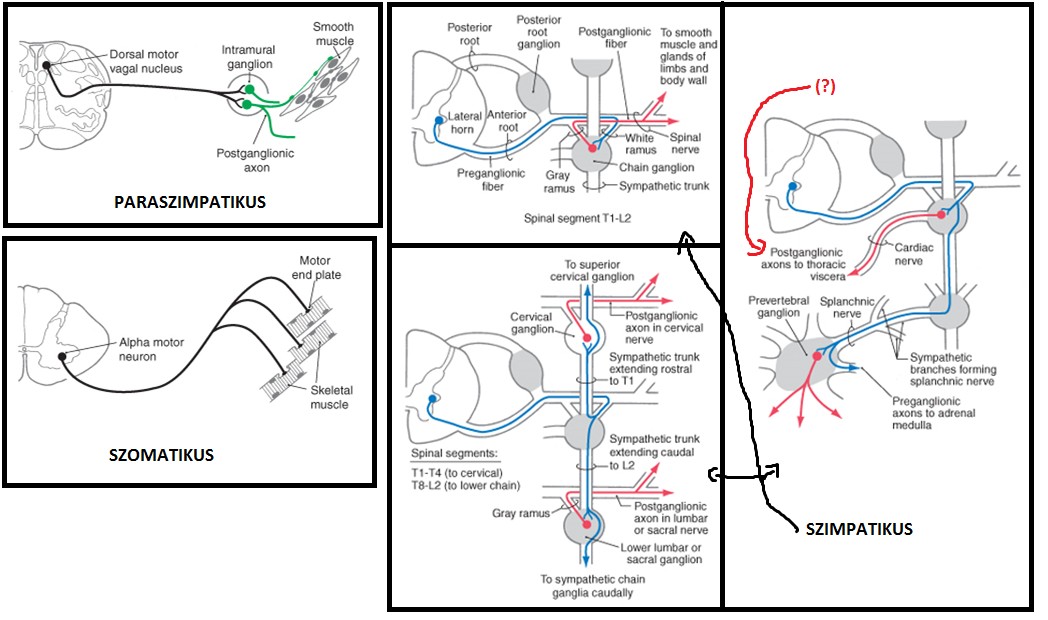 Dorsal motor
vagal nucleus
Intramural
ganglion
Smooth
muscle
Postganglionic
axon
PARASZIMPATIKUS
Alpha motor
neuron
Motor
end plate
Skeletal
muscle
SZOMATIKUS
Posterior
root
Posterior
root
ganglion
Postganglionic
fiber
To smooth
muscle and
glands of
limbs and
body wall
Lateral
horn
Anterior
root
White
ramus
Spinal
nerve
Preganglionic
fiber
Gray
ramus
Chain ganglion
Sympathetic trunk
Spinal segment T1-L2
To superior
cervical ganglion
Cervical
ganglion
Postganglionic
axon in cervical
nerve
Sympathetic trunk
extending rostral
to T1
Spinal segments:
T1-T4 (to cervical)
T8-L2 (to lower chain)
Sympathetic trunk
extending caudal
to L2
Gray ramus
Postganglionic
axon in lumbar
or sacral nerve
Lower lumbar or
sacral ganglion
To sympathetic chain
ganglia caudally
(?)
Postganglionic
axons to thoracic
viscera
Cardiac
nerve
Prevertebral
ganglion
Splanchnic
nerve
Sympathetic
branches forming
splanchnic nerve
Preganglionic
axons to adrenal
medulla
SZIMPATIKUS